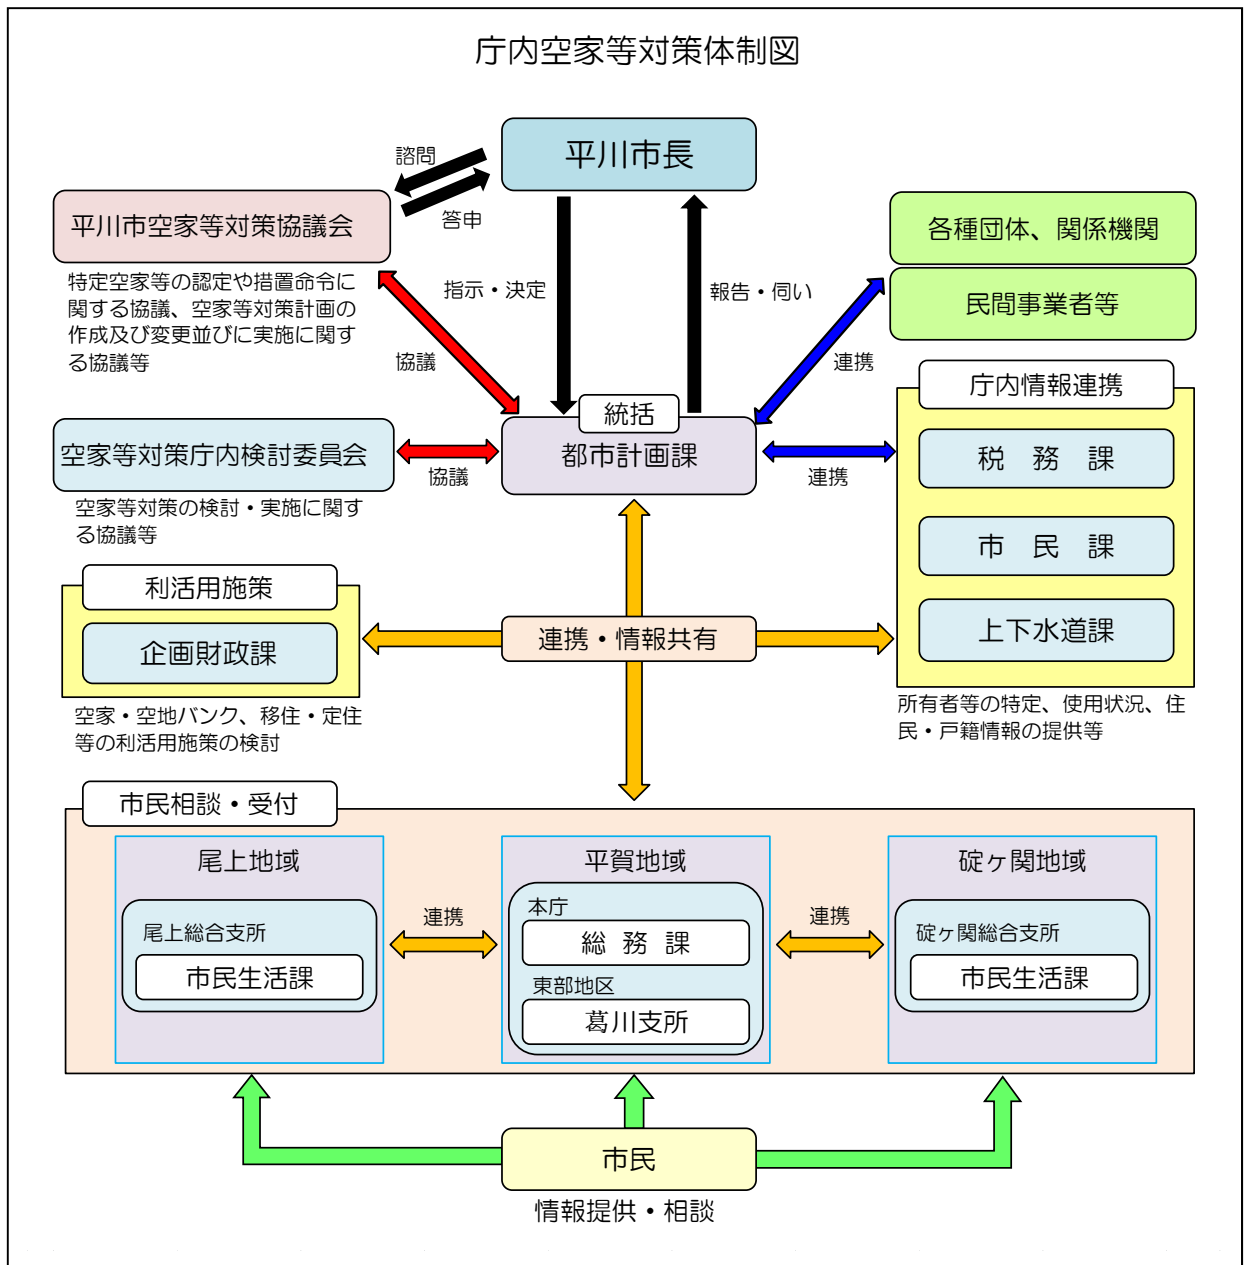 庁内空家等対策体制図
平川市長
諮問
答申
平川市空家等対策協議会
特定空家等の認定や措置命令に
関する協議、空家等対策計画の
作成及び変更並びに実施に関す
る協議等
指示・決定
報告・伺い
各種団体、関係機関
民間事業者等
協議
連携
庁内情報連携
統括
都市計画課
空家等対策庁内検討委員会
協議
連携
税務課
空家等対策の検討・実施に関す
る協議等
市民課
利活用施策
企画財政課
連携・情報共有
上下水道課
空家・空地バンク、移住・定住
等の利活用施策の検討
所有者等の特定、使用状況、住
民・戸籍情報の提供等
市民相談・受付
尾上地域
平賀地域
碇ヶ関地域
尾上総合支所
市民生活課
連携
本庁
総務課
東部地区
葛川支所
連携
碇ヶ関総合支所
市民生活課
市民
情報提供・相談